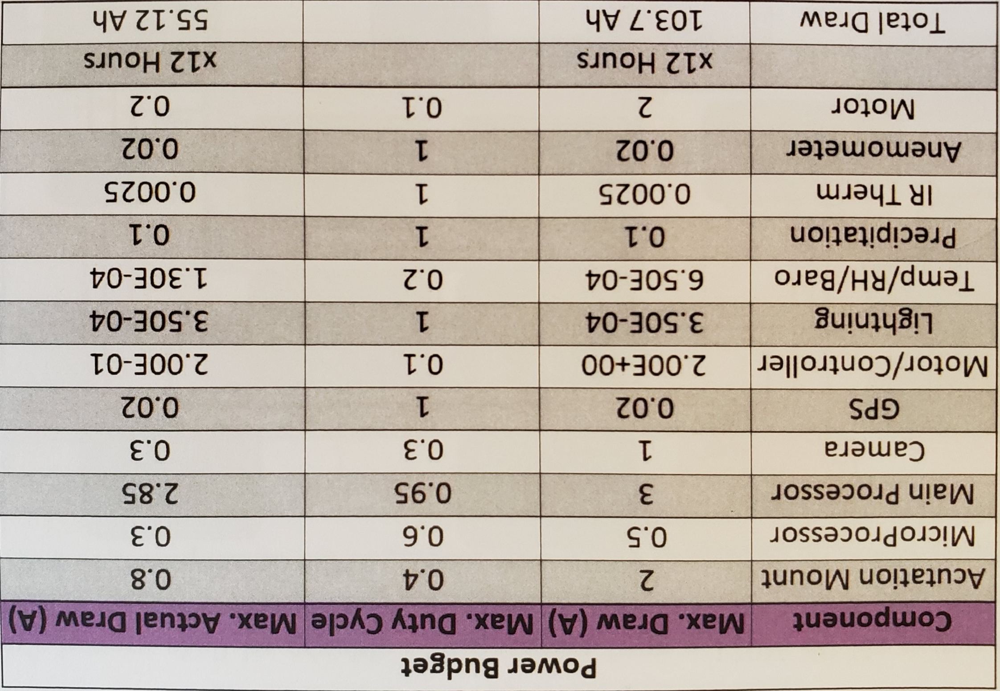 Power Budget
Component Max. Draw (A) Max. Duty Cycle Max. Actual Draw (A)
Acutation Mount 2 0.4 0.8
MicroProcessor 0.5 0.6 0.3
Main Processor 3 0.95 2.85
Camera 1 0.3 0.3
GPS 0.02 1 0.02
Motor/Controller 2.00E+00 0.1 2.00E-01
Lightning 3.50E-04 1 3.50E-04
Temp/RH/Baro 6.50E-04 0.2 1.30E-04
Precipitation 0.1 1 0.1
IR Therm 0.0025 1 0.0025
Anemometer 0.02 1 0.02
Motor 2 0.1 0.2
x12 Hours x12 Hours
Total Draw 103.7 Ah 55.12 Ah